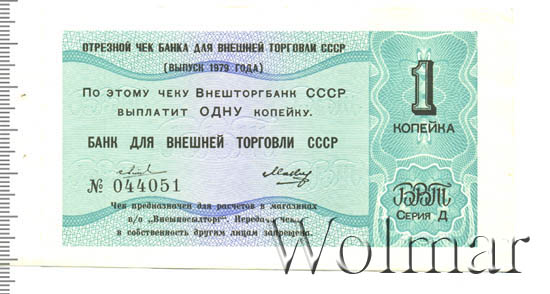 ОТРЕЗНОЙ ЧЕК БАНКА ДЛЯ ВНЕШНЕЙ ТОРГОВЛИ СССР
(ВЫПУСК 1979 ГОДА)
По этому чеку Внешторгбанк СССР
выплатит ОДНУ копейку.
БАНК ДЛЯ ВНЕШНЕЙ ТОРГОВЛИ СССР
№ 044051
Чек предназначен для расчетов в магазинах
в/о „Внешпосылторг". Передача чека
в собственность другим лицам запрещена.
1
КОПЕЙКА
БВТ
Серия Д
Wolmar